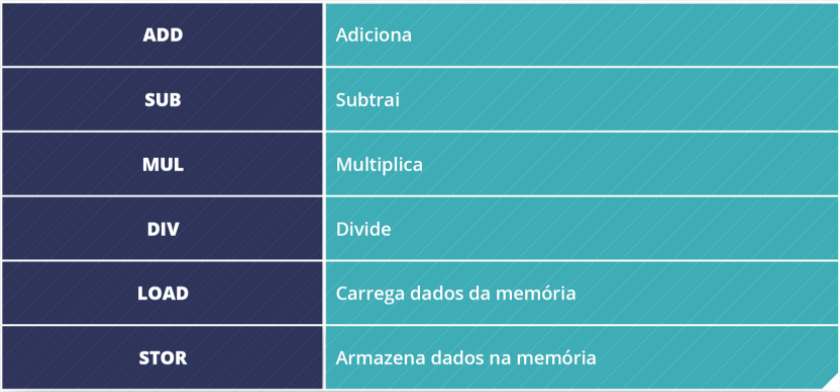 ADD Adiciona
SUB Subtrai
MUL Multiplica
DIV Divide
LOAD Carrega dados da memória
STOR Armazena dados na memória